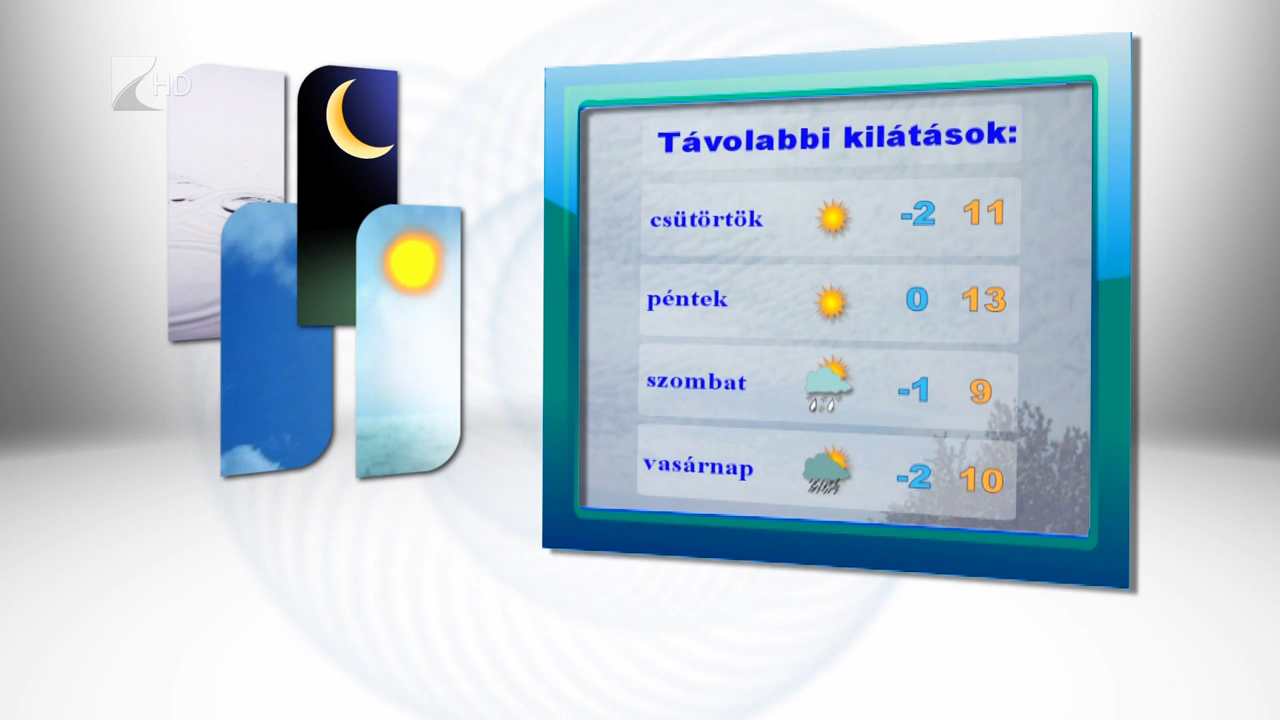 HD
Távolabbi kilátások:
csütörtök -2 11
péntek 0 13
szombat -1 9
vasárnap -2 10